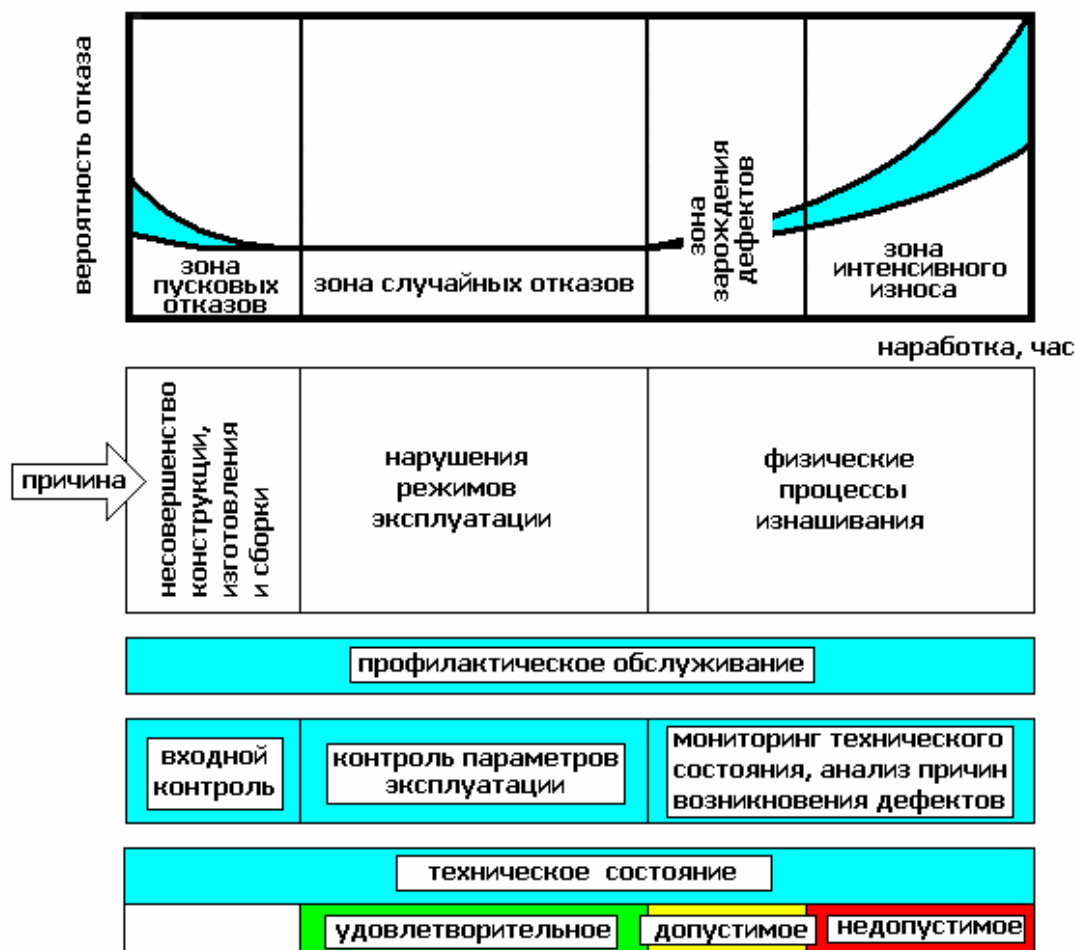 вероятность отказа
зона
пусковых
отказов
зона случайных отказов
зона
зарождения
дефектов
зона
интенсивного
износа
наработка, час
причина
несовершенство
конструкции,
изготовления
и сборки
нарушения
режимов
эксплуатации
физические
процессы
изнашивания
профилактическое обслуживание
входной
контроль
контроль параметров
эксплуатации
мониторинг технического
состояния, анализ причин
возникновения дефектов
техническое состояние
удовлетворительное
допустимое
недопустимое